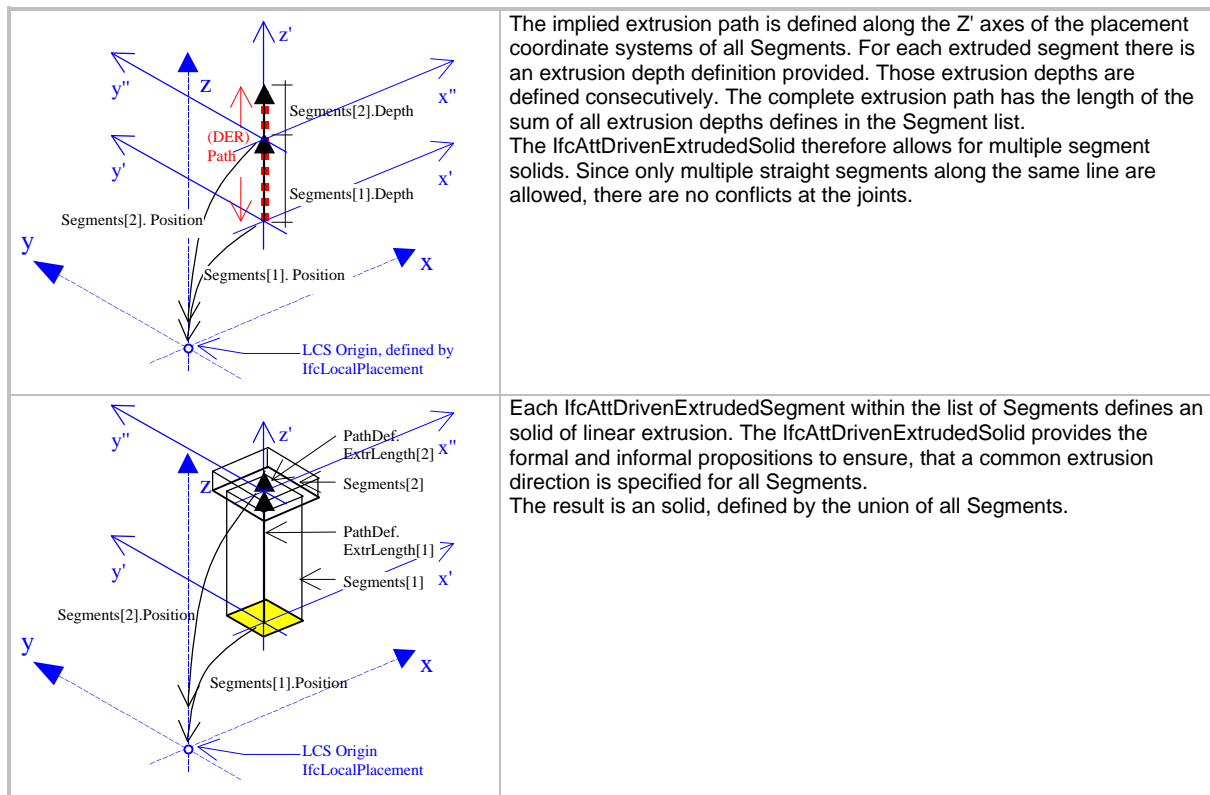 z'
y''
z
x''
Segments[2].Depth
(DER)
Path
y'
x'
Segments[1].Depth
Segments[2]. Position
y
x
Segments[1]. Position
LCS Origin, defined by
IfcLocalPlacement
The implied extrusion path is defined along the Z' axes of the placement
coordinate systems of all Segments. For each extruded segment there is
an extrusion depth definition provided. Those extrusion depths are
defined consecutively. The complete extrusion path has the length of the
sum of all extrusion depths defines in the Segment list.
The IfcAttDrivenExtrudedSolid therefore allows for multiple segment
solids. Since only multiple straight segments along the same line are
allowed, there are no conflicts at the joints.
y''
z'
PathDef.
ExtrLength[2]
x''
z
Segments[2]
PathDef.
ExtrLength[1]
y'
Segments[1]
x'
Segments[2].Position
y
x
Segments[1].Position
LCS Origin
IfcLocalPlacement
Each IfcAttDrivenExtrudedSegment within the list of Segments defines an
solid of linear extrusion. The IfcAttDrivenExtrudedSolid provides the
formal and informal propositions to ensure, that a common extrusion
direction is specified for all Segments.
The result is an solid, defined by the union of all Segments.